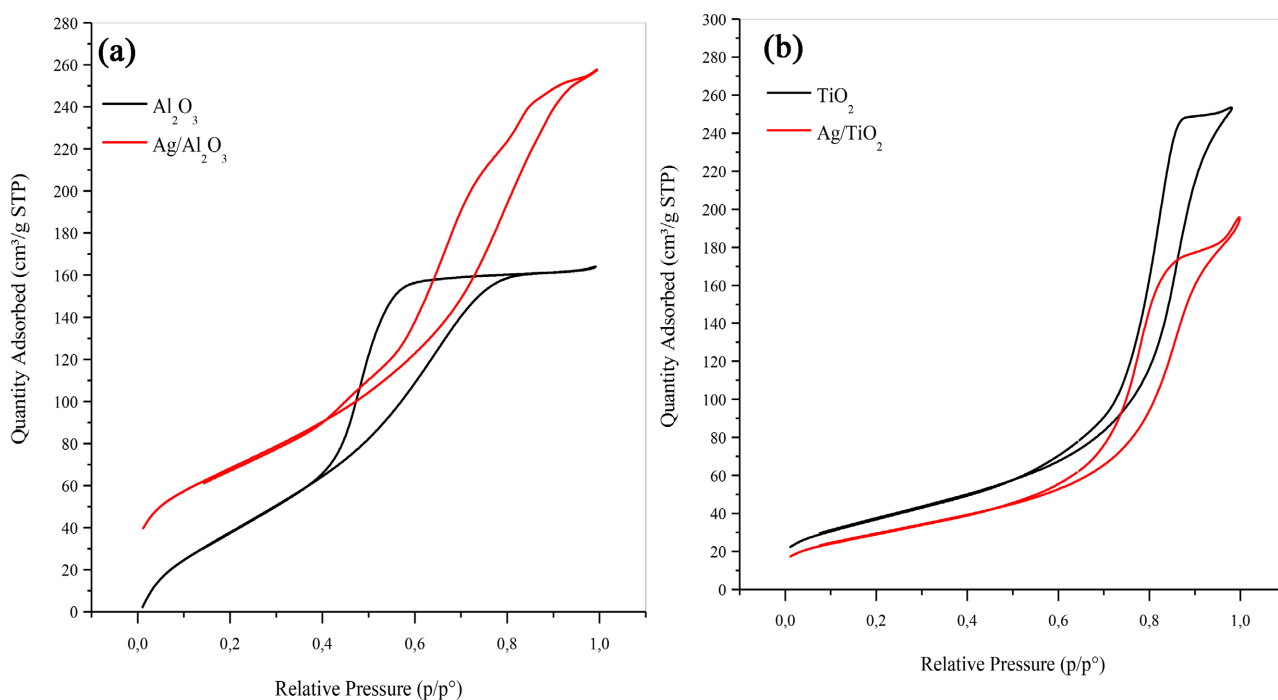 (a)
Al₂O₃
Ag/Al₂O₃
Quantity Adsorbed (cm³/g STP)
280
260
240
220
200
180
160
140
120
100
80
60
40
20
0
0,0 0,2 0,4 0,6 0,8 1,0
Relative Pressure (p/p°)
(b)
TiO₂
Ag/TiO₂
Quantity Adsorbed (cm³/g STP)
300
280
260
240
220
200
180
160
140
120
100
80
60
40
20
0
0,0 0,2 0,4 0,6 0,8 1,0
Relative Pressure (p/p°)